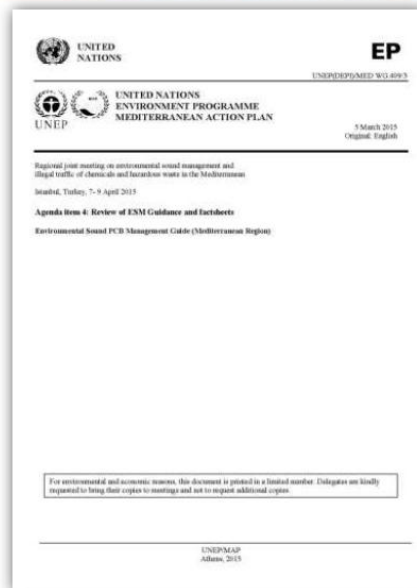 UNITED
NATIONS
EP
UNEP(DEPI)/MED WG.409/3
UNEP
UNITED NATIONS
ENVIRONMENT PROGRAMME
MEDITERRANEAN ACTION PLAN
5 March 2015
Original: English
Regional joint meeting on environmental sound management and
illegal traffic of chemicals and hazardous waste in the Mediterranean
Istanbul, Turkey, 7- 9 April 2015
Agenda item 4: Review of ESM Guidance and factsheets
Environmental Sound PCB Management Guide (Mediterranean Region)
For environmental and economic reasons, this document is printed in a limited number. Delegates are kindly
requested to bring their copies to meetings and not to request additional copies.
UNEP/MAP
Athens, 2015